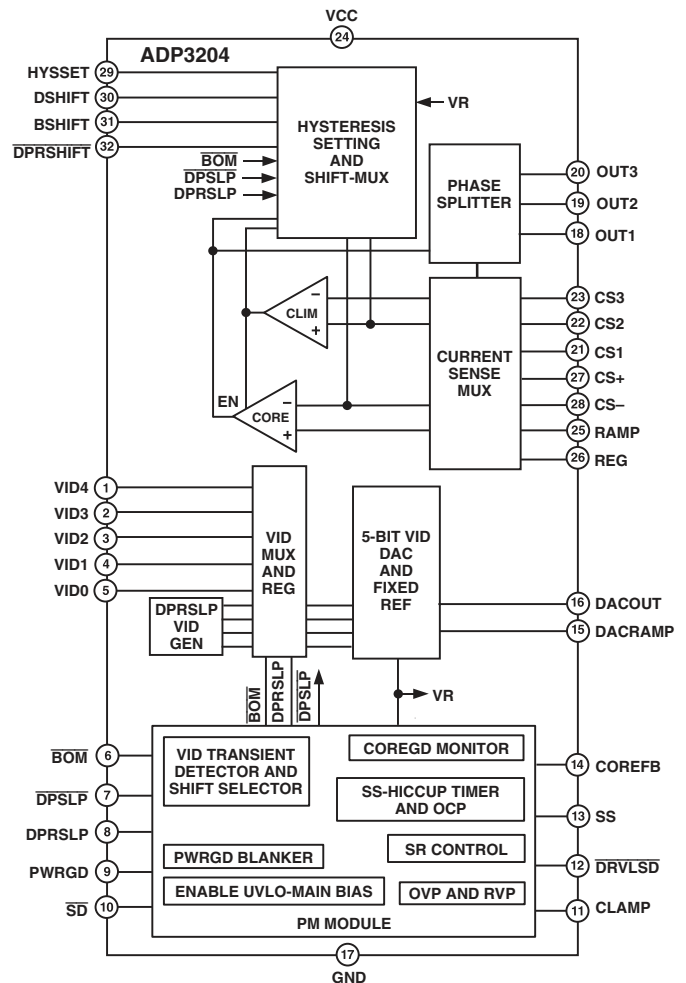 VCC
24
ADP3204
HYSSET 29
DSHIFT 30
BSHIFT 31
DPRSHIFT 32
HYSTERESIS
SETTING
AND
SHIFT-MUX
VR
BOM
DPSLP
DPRSLP
PHASE
SPLITTER
20 OUT3
19 OUT2
18 OUT1
CLIM
–
+
EN
CORE
–
+
CURRENT
SENSE
MUX
23 CS3
22 CS2
21 CS1
27 CS+
28 CS–
25 RAMP
26 REG
VID4 1
VID3 2
VID2 3
VID1 4
VID0 5
VID
MUX
AND
REG
DPRSLP
VID
GEN
5-BIT VID
DAC
AND
FIXED
REF
16 DACOUT
15 DACRAMP
BOM
DPRSLP
DPSLP
VR
BOM 6
DPSLP 7
DPRSLP 8
PWRGD 9
SD 10
VID TRANSIENT
DETECTOR AND
SHIFT SELECTOR
COREGD MONITOR
SS-HICCUP TIMER
AND OCP
PWRGD BLANKER
SR CONTROL
ENABLE UVLO-MAIN BIAS
OVP AND RVP
PM MODULE
14 COREFB
13 SS
12 DRVLSD
11 CLAMP
17
GND